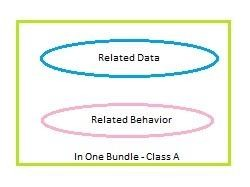 Related Data
Related Behavior
In One Bundle - Class A